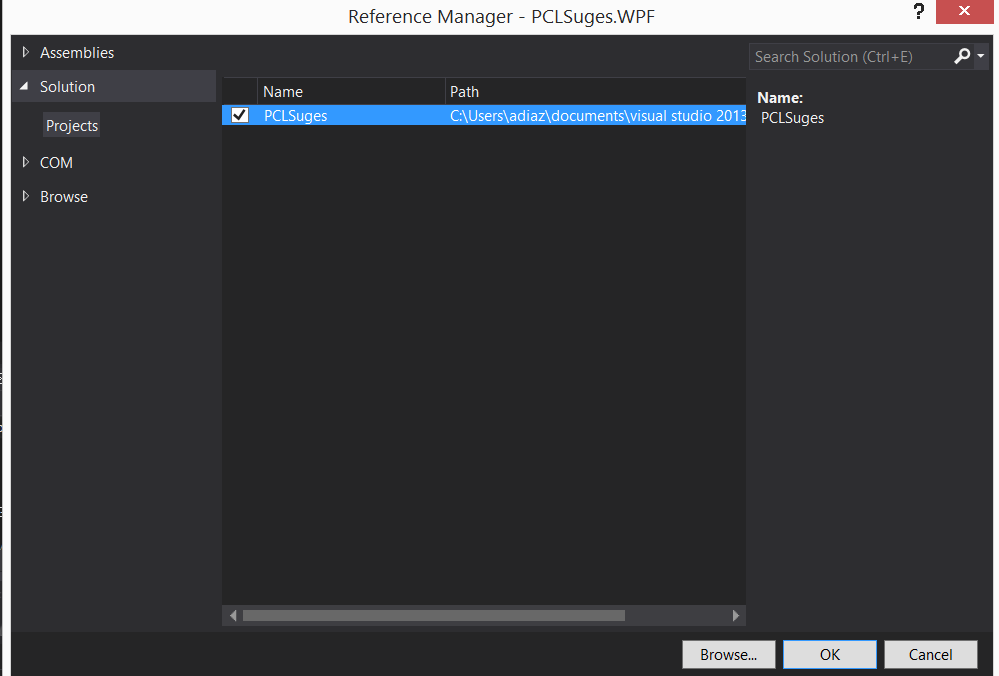 Reference Manager - PCLSuges.WPF
?
Assemblies
Solution
Projects
COM
Browse
Name Path
PCLSuges C:\Users\adiaz\documents\visual studio 2013
Search Solution (Ctrl+E)
Name:
PCLSuges
Browse... OK Cancel